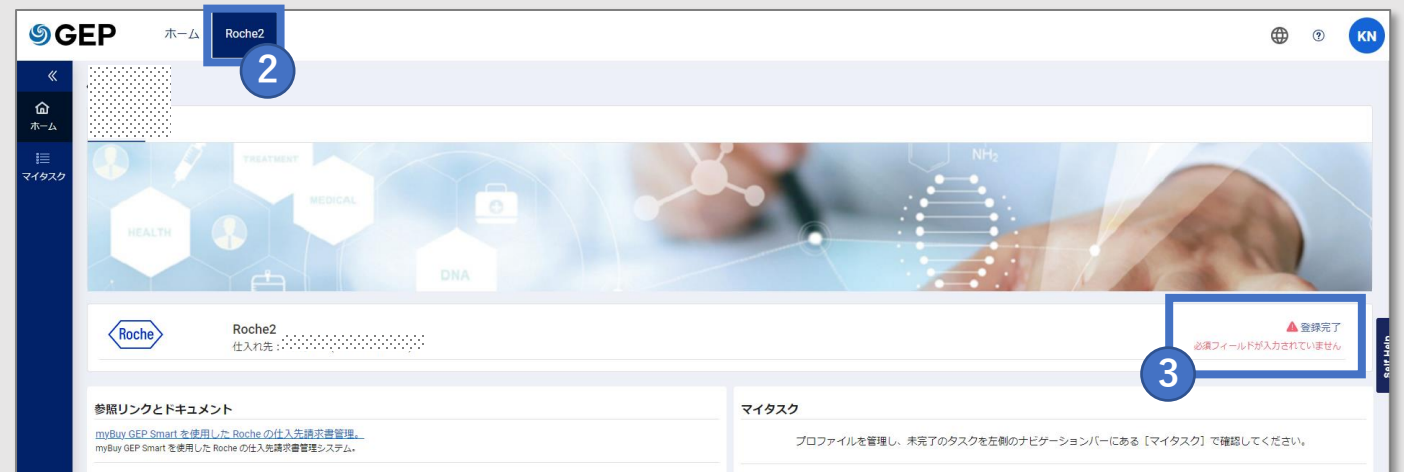 GEP
ホーム
Roche2
2
KN
«
ホーム
マイタスク
TREATMENT
MEDICAL
HEALTH
DNA
NH₂
Roche
Roche2
仕入れ先 :
登録完了
必須フィールドが入力されていません
3
Self Help
参照リンクとドキュメント
myBuy GEP Smart を使用した Roche の仕入先請求書管理。
myBuy GEP Smart を使用した Roche の仕入先請求書管理システム。
マイタスク
プロファイルを管理し、未完了のタスクを左側のナビゲーションバーにある [マイタスク] で確認してください。